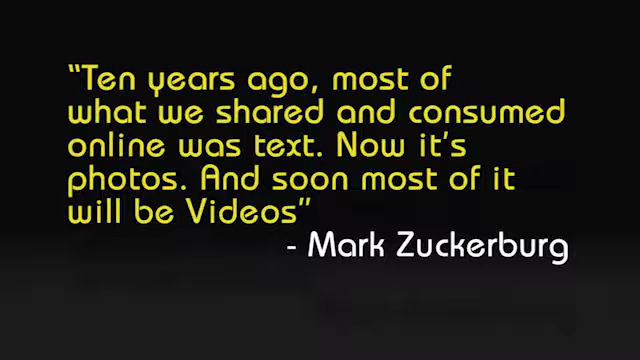 “Ten years ago, most of
what we shared and consumed
online was text. Now it's
photos. And soon most of it
will be Videos”
- Mark Zuckerburg